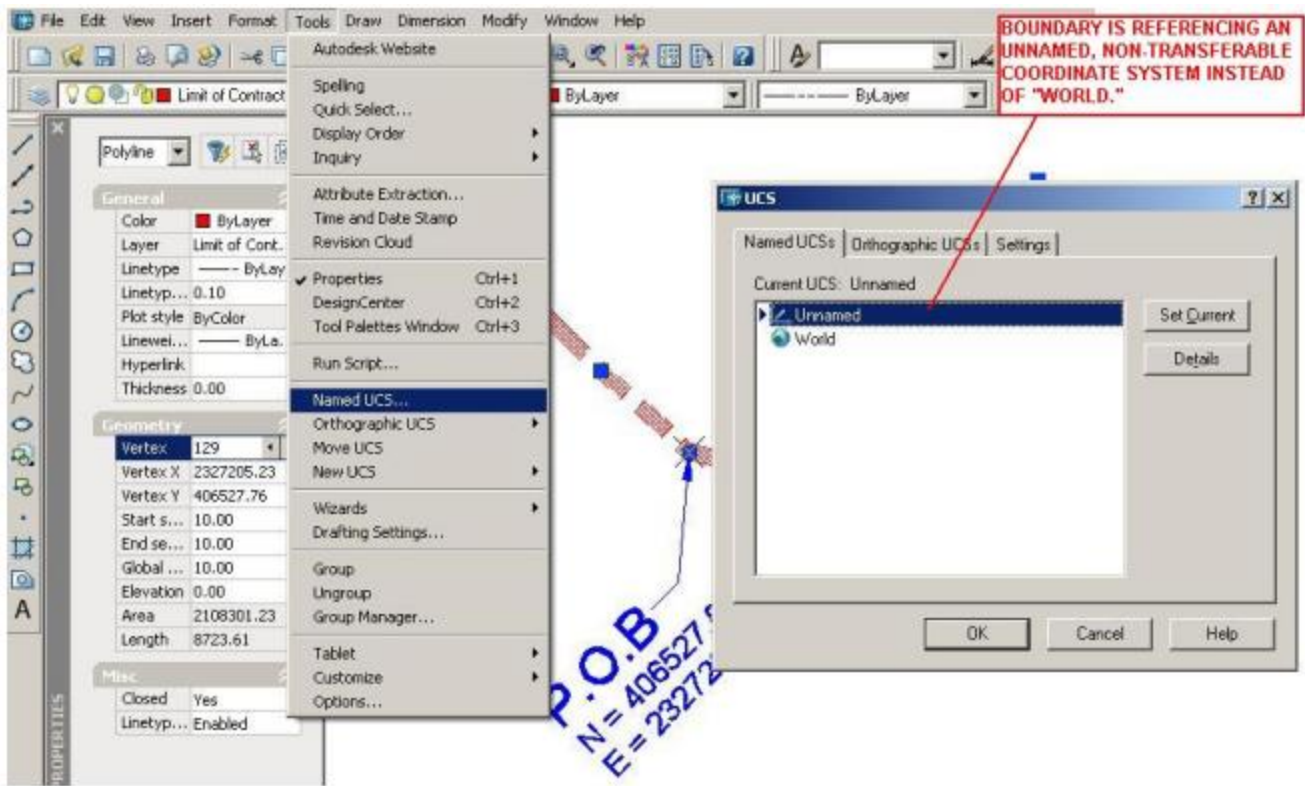 File Edit View Insert Format Tools Draw Dimension Modify Window Help
BOUNDARY IS REFERENCING AN
UNNAMED, NON-TRANSFERABLE
COORDINATE SYSTEM INSTEAD
OF "WORLD."
Limit of Contract
ByLayer
ByLayer
Autodesk Website
Spelling
Quick Select...
Display Order
Inquiry
Attribute Extraction...
Time and Date Stamp
Revision Cloud
Properties Ctrl+1
DesignCenter Ctrl+2
Tool Palettes Window Ctrl+3
Run Script...
Named UCS...
Orthographic UCS
Move UCS
New UCS
Wizards
Drafting Settings...
Group
Ungroup
Group Manager...
Tablet
Customize
Options...
Polyline
General
Color ByLayer
Layer Limit of Cont.
Linetype ByLay
Linetyp... 0.10
Plot style ByColor
Linewei... ByLa.
Hyperlink
Thickness 0.00
Geometry
Vertex 129
Vertex X 2327205.23
Vertex Y 406527.76
Start s... 10.00
End se... 10.00
Global ... 10.00
Elevation 0.00
Area 2108301.23
Length 8723.61
Misc
Closed Yes
Linetyp... Enabled
PROPERTIES
A
UCS
Named UCSs Orthographic UCSs Settings
Current UCS: Unnamed
Unnamed
World
Set Current
Details
OK Cancel Help
P.O.B
N = 406527.
E = 23272